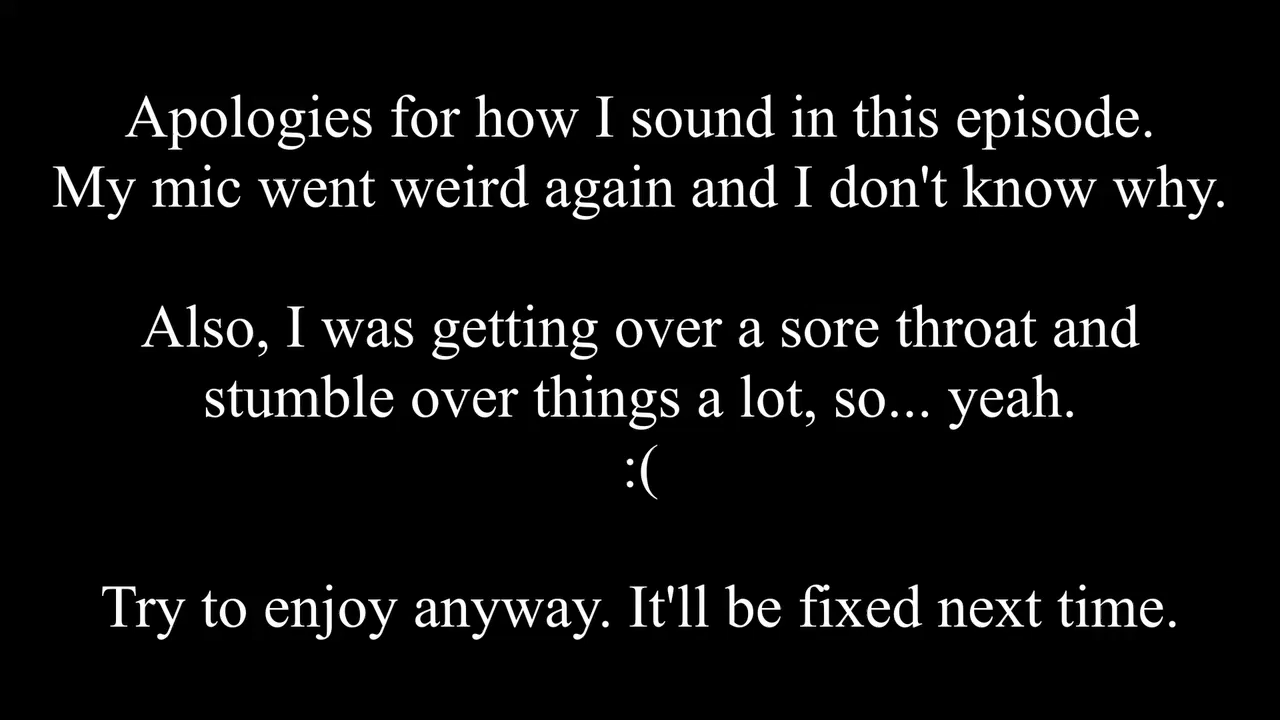 Apologies for how I sound in this episode.
My mic went weird again and I don't know why.
Also, I was getting over a sore throat and
stumble over things a lot, so... yeah.
:(
Try to enjoy anyway. It'll be fixed next time.